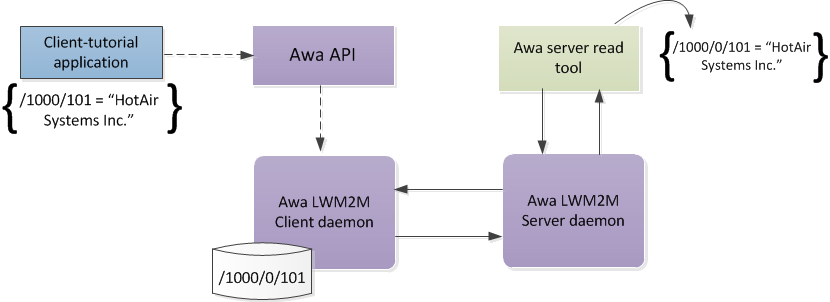 Client-tutorial
application
{ /1000/101 = “HotAir
Systems Inc.” }
Awa API
Awa server read
tool
{ /1000/0/101 = “HotAir
Systems Inc.” }
Awa LWM2M
Client daemon
/1000/0/101
Awa LWM2M
Server daemon